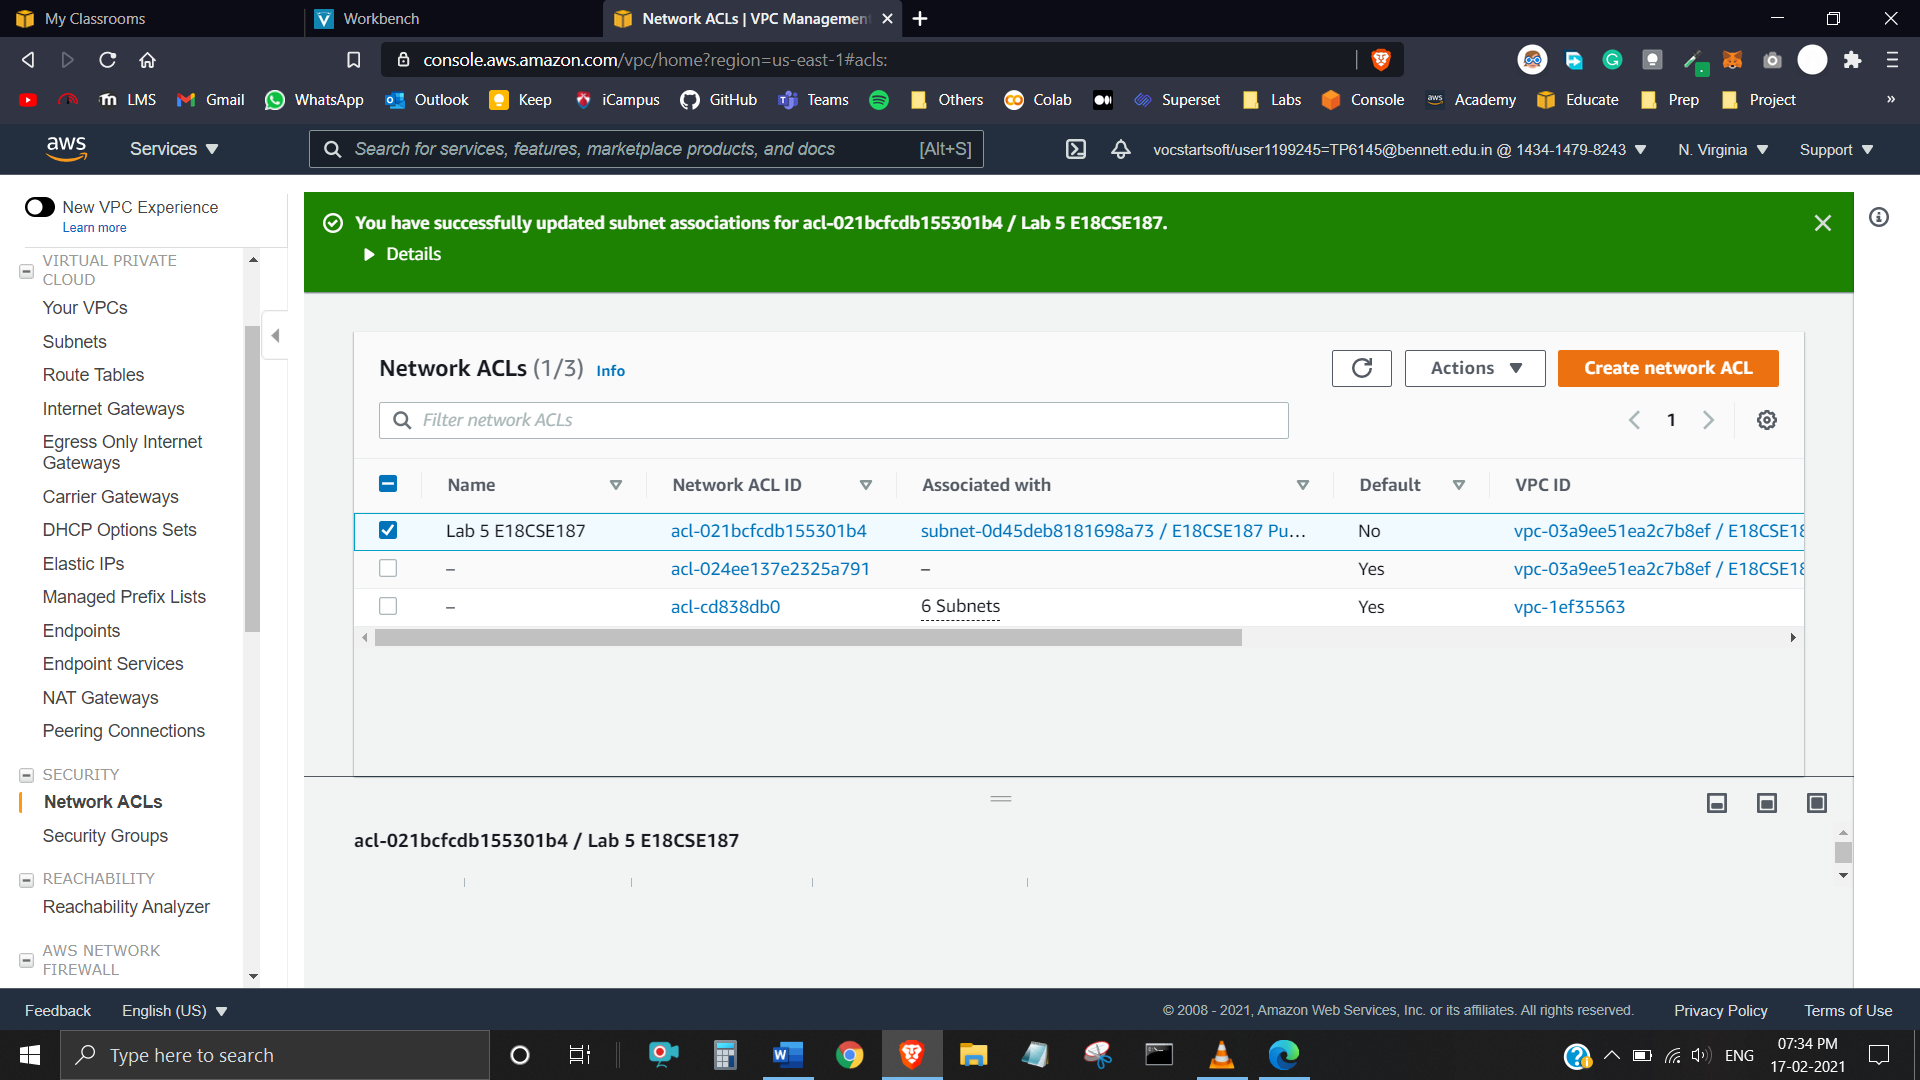 My Classrooms
Workbench
Network ACLs | VPC Managemen
console.aws.amazon.com/vpc/home?region=us-east-1#acls:
LMS Gmail WhatsApp Outlook Keep iCampus GitHub Teams Others Colab Superset Labs Console Academy Educate Prep Project »
aws Services Search for services, features, marketplace products, and docs [Alt+S] vocstartsoft/user1199245=TP6145@bennett.edu.in @ 1434-1479-8243 N. Virginia Support
New VPC Experience
Learn more
VIRTUAL PRIVATE
CLOUD
Your VPCs
Subnets
Route Tables
Internet Gateways
Egress Only Internet
Gateways
Carrier Gateways
DHCP Options Sets
Elastic IPs
Managed Prefix Lists
Endpoints
Endpoint Services
NAT Gateways
Peering Connections
SECURITY
Network ACLs
Security Groups
REACHABILITY
Reachability Analyzer
AWS NETWORK
FIREWALL
You have successfully updated subnet associations for acl-021bcfcdb155301b4 / Lab 5 E18CSE187.
Details
Network ACLs (1/3) Info
Actions
Create network ACL
Filter network ACLs
1
Name Network ACL ID Associated with Default VPC ID
Lab 5 E18CSE187 acl-021bcfcdb155301b4 subnet-0d45deb8181698a73 / E18CSE187 Pu... No vpc-03a9ee51ea2c7b8ef / E18CSE18
– acl-024ee137e2325a791 – Yes vpc-03a9ee51ea2c7b8ef / E18CSE18
– acl-cd838db0 6 Subnets Yes vpc-1ef35563
acl-021bcfcdb155301b4 / Lab 5 E18CSE187
Feedback English (US) © 2008 - 2021, Amazon Web Services, Inc. or its affiliates. All rights reserved. Privacy Policy Terms of Use
Type here to search
ENG
07:34 PM
17-02-2021